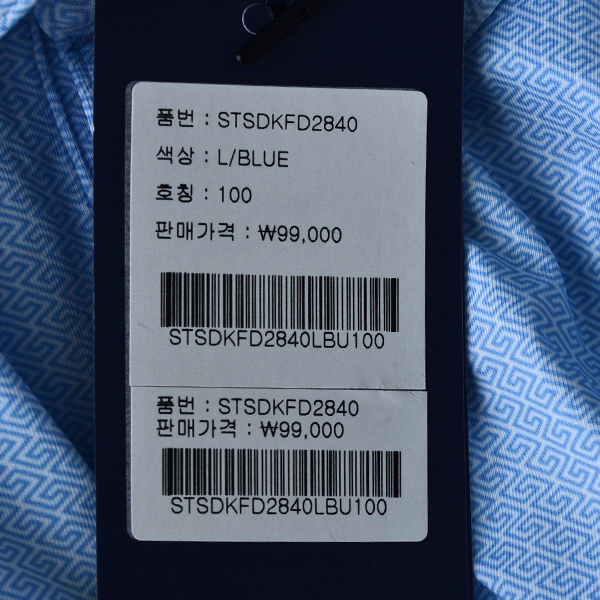 품번 : STSDKFD2840
색상 : L/BLUE
호칭 : 100
판매가격 : ₩99,000
STSDKFD2840LBU100
품번 : STSDKFD2840
판매가격 : ₩99,000
STSDKFD2840LBU100